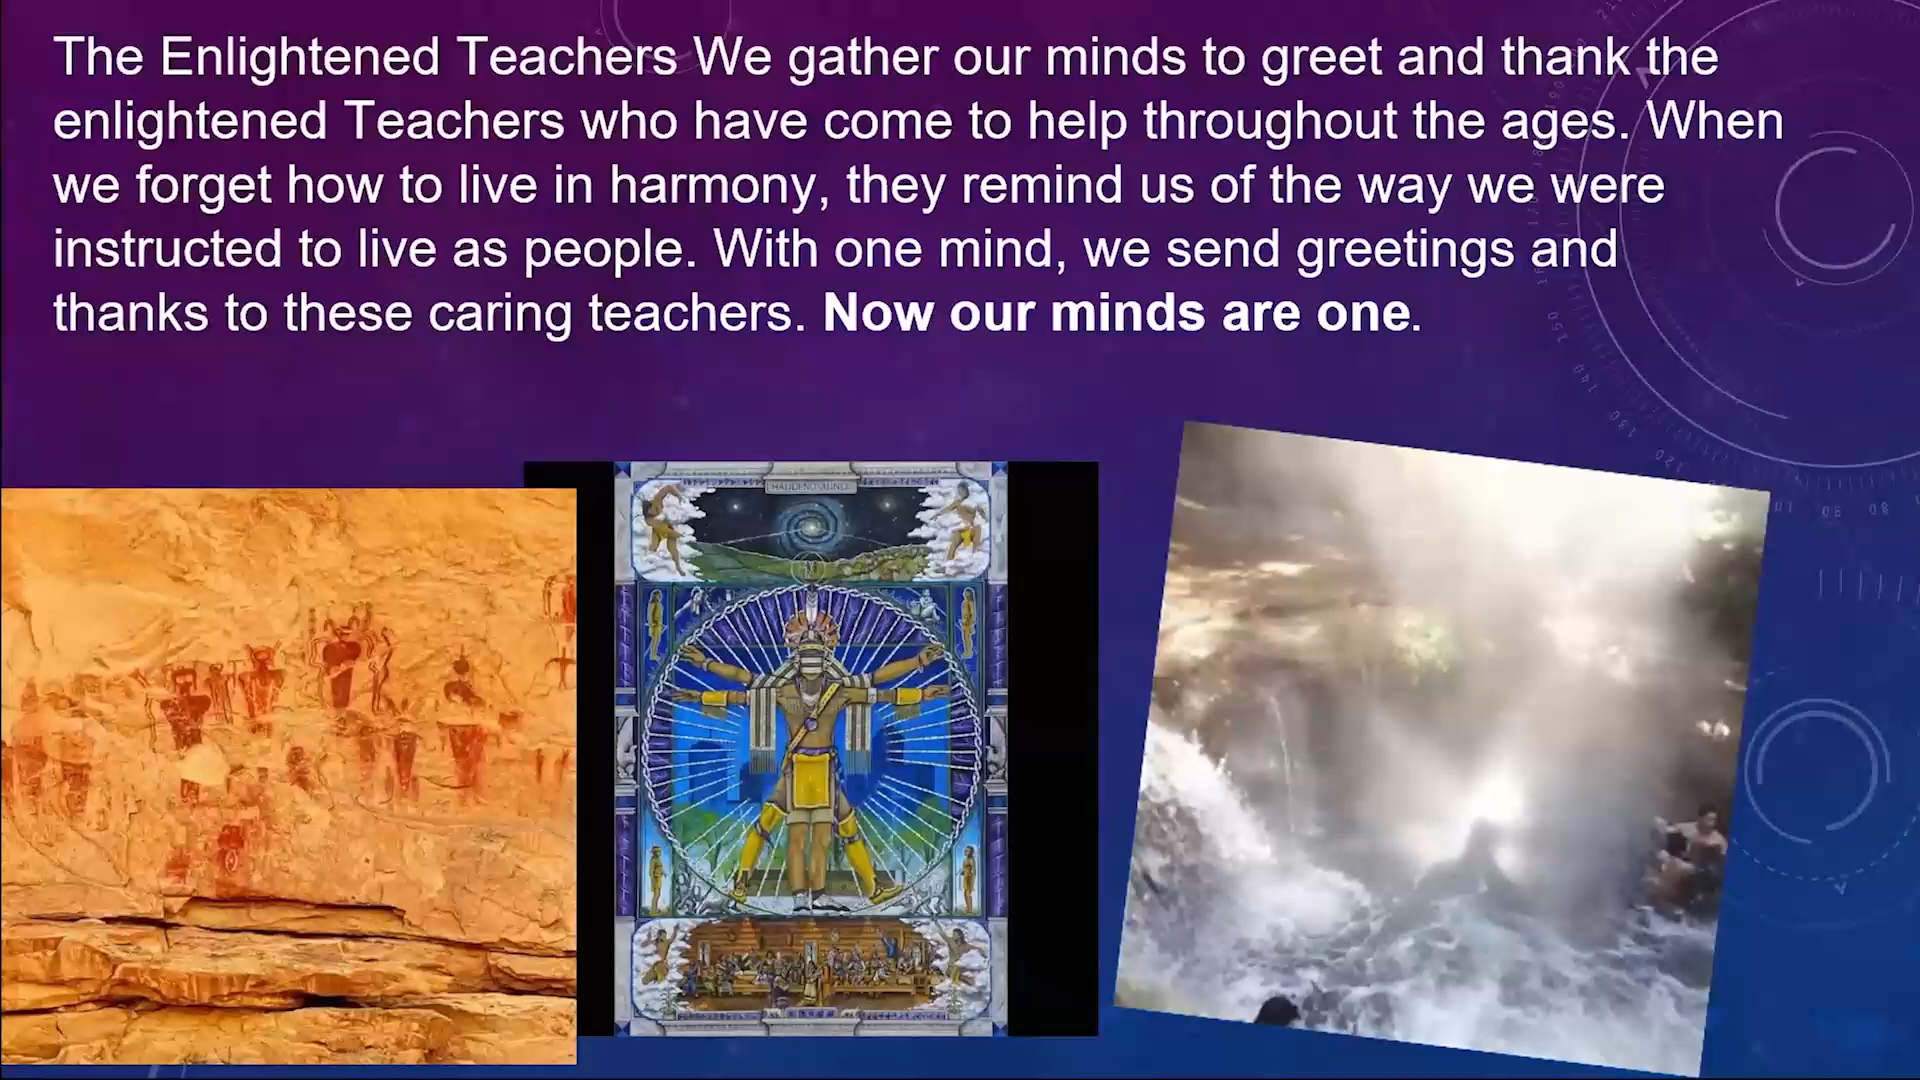 The Enlightened Teachers We gather our minds to greet and thank the
enlightened Teachers who have come to help throughout the ages. When
we forget how to live in harmony, they remind us of the way we were
instructed to live as people. With one mind, we send greetings and
thanks to these caring teachers. Now our minds are one.